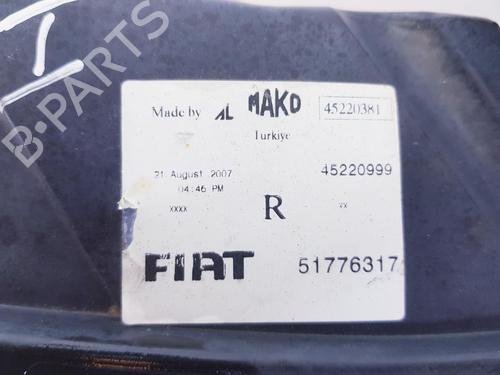 B-PARTS
Made by AL MAKO 45220381
Turkiye
21 August 2007 45220999
04:46 PM
xxxx R xx
FIAT 51776317